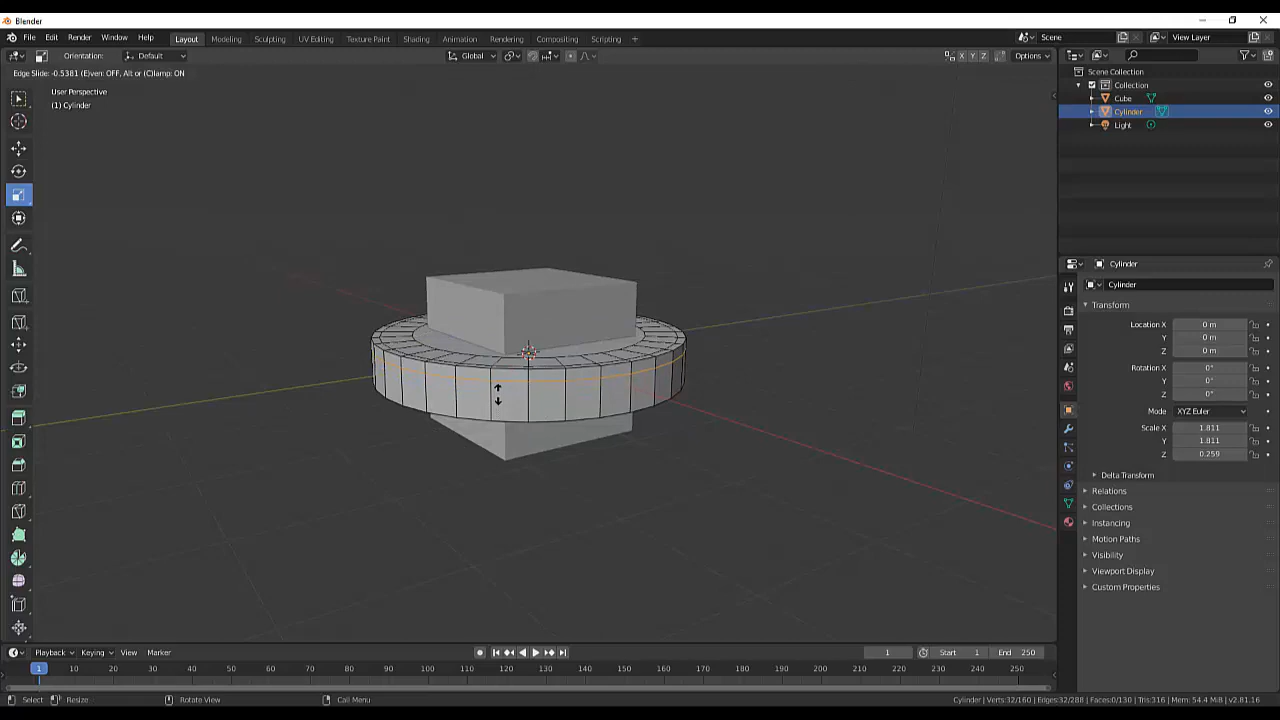 Blender
File Edit Render Window Help Layout Modeling Sculpting UV Editing Texture Paint Shading Animation Rendering Compositing Scripting + Scene View Layer
Orientation: Default Global X Y Z Options
Edge Slide: -0.5381 (E)ven: OFF, Alt or (C)lamp: ON
User Perspective
(1) Cylinder
Scene Collection
Collection
Cube
Cylinder
Light
Cylinder
Cylinder
Transform
Location X 0 m
Y 0 m
Z 0 m
Rotation X 0°
Y 0°
Z 0°
Mode XYZ Euler
Scale X 1.811
Y 1.811
Z 0.259
Delta Transform
Relations
Collections
Instancing
Motion Paths
Visibility
Viewport Display
Custom Properties
Playback Keying View Marker 1 Start 1 End 250
1 10 20 30 40 50 60 70 80 90 100 110 120 130 140 150 160 170 180 190 200 210 220 230 240 250
Select Resize Rotate View Call Menu Cylinder | Verts:32/160 | Edges:32/288 | Faces:0/130 | Tris:316 | Mem: 54.4 MiB | v2.81.16